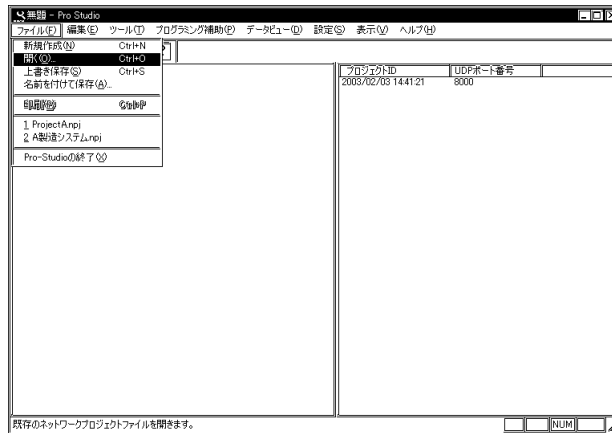 無題 - Pro Studio
ファイル(F) 編集(E) ツール(T) プログラミング補助(P) データビュー(D) 設定(S) 表示(V) ヘルプ(H)
新規作成(N) Ctrl+N
開く(O)... Ctrl+O
上書き保存(S) Ctrl+S
名前を付けて保存(A)...
印刷(P) Ctrl+P
1 ProjectA.npj
2 A製造システム.npj
Pro-Studioの終了(X)
プロジェクトID UDPポート番号
2003/02/03 14:41:21 8000
既存のネットワークプロジェクトファイルを開きます。
NUM